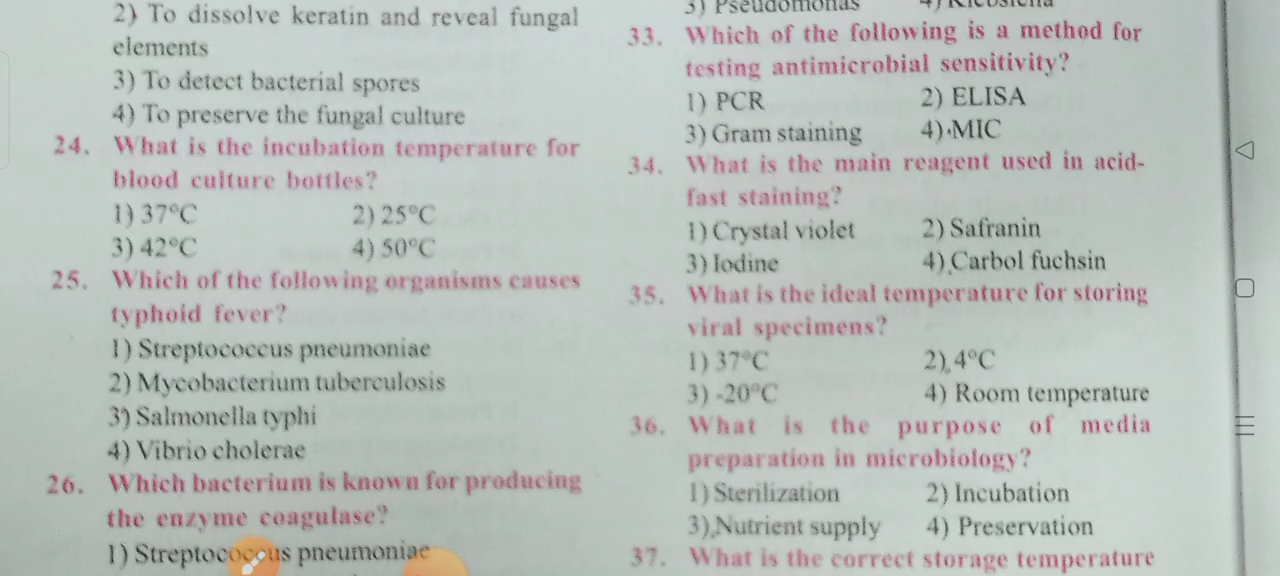 2) To dissolve keratin and reveal fungal
elements
3) To detect bacterial spores
4) To preserve the fungal culture
24. What is the incubation temperature for
blood culture bottles?
1) 37°C 2) 25°C
3) 42°C 4) 50°C
25. Which of the following organisms causes
typhoid fever?
1) Streptococcus pneumoniae
2) Mycobacterium tuberculosis
3) Salmonella typhi
4) Vibrio cholerae
26. Which bacterium is known for producing
the enzyme coagulase?
1) Streptococcus pneumoniae
3) Pseudomonas 4) Klebsiella
33. Which of the following is a method for
testing antimicrobial sensitivity?
1) PCR 2) ELISA
3) Gram staining 4) MIC
34. What is the main reagent used in acid-
fast staining?
1) Crystal violet 2) Safranin
3) Iodine 4) Carbol fuchsin
35. What is the ideal temperature for storing
viral specimens?
1) 37°C 2) 4°C
3) -20°C 4) Room temperature
36. What is the purpose of media
preparation in microbiology?
1) Sterilization 2) Incubation
3) Nutrient supply 4) Preservation
37. What is the correct storage temperature